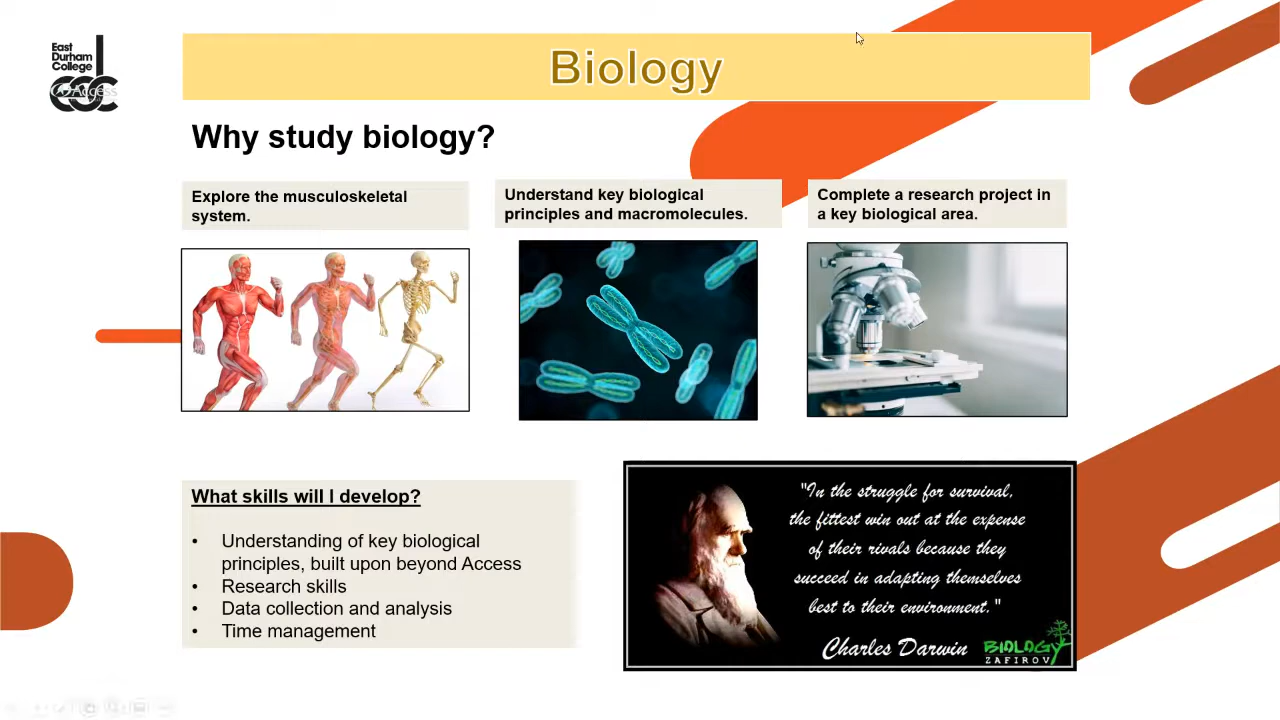 East
Durham
College
edc
Access
Biology
Why study biology?
Explore the musculoskeletal
system.
Understand key biological
principles and macromolecules.
Complete a research project in
a key biological area.
What skills will I develop?
• Understanding of key biological
principles, built upon beyond Access
• Research skills
• Data collection and analysis
• Time management
"In the struggle for survival,
the fittest win out at the expense
of their rivals because they
succeed in adapting themselves
best to their environment."
Charles Darwin
BIOLOGY
ZAFIROV